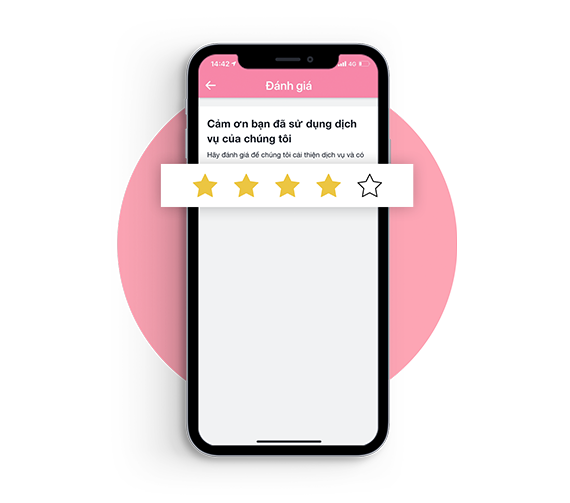 14:42 4G
Đánh giá
Cảm ơn bạn đã sử dụng dịch
vụ của chúng tôi
Hãy đánh giá để chúng tôi cải thiện dịch vụ và có